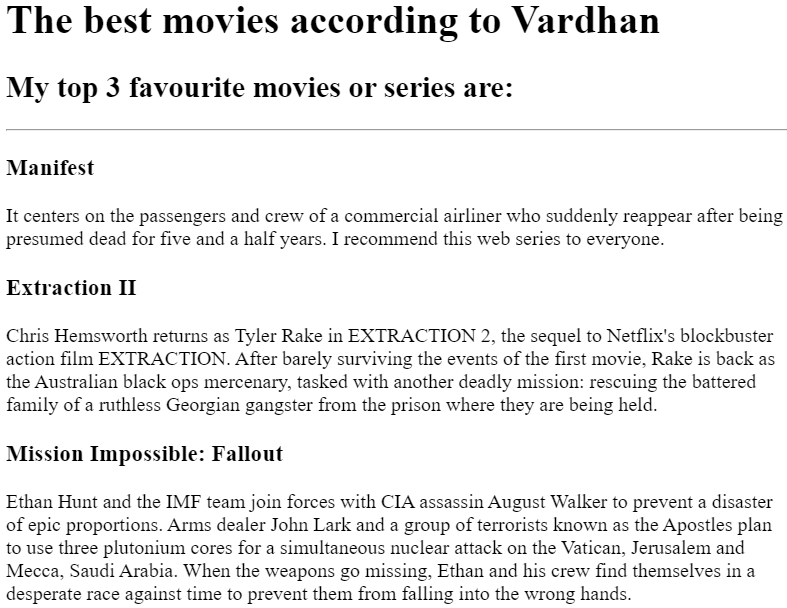 The best movies according to Vardhan
My top 3 favourite movies or series are:
Manifest
It centers on the passengers and crew of a commercial airliner who suddenly reappear after being
presumed dead for five and a half years. I recommend this web series to everyone.
Extraction II
Chris Hemsworth returns as Tyler Rake in EXTRACTION 2, the sequel to Netflix's blockbuster
action film EXTRACTION. After barely surviving the events of the first movie, Rake is back as
the Australian black ops mercenary, tasked with another deadly mission: rescuing the battered
family of a ruthless Georgian gangster from the prison where they are being held.
Mission Impossible: Fallout
Ethan Hunt and the IMF team join forces with CIA assassin August Walker to prevent a disaster
of epic proportions. Arms dealer John Lark and a group of terrorists known as the Apostles plan
to use three plutonium cores for a simultaneous nuclear attack on the Vatican, Jerusalem and
Mecca, Saudi Arabia. When the weapons go missing, Ethan and his crew find themselves in a
desperate race against time to prevent them from falling into the wrong hands.